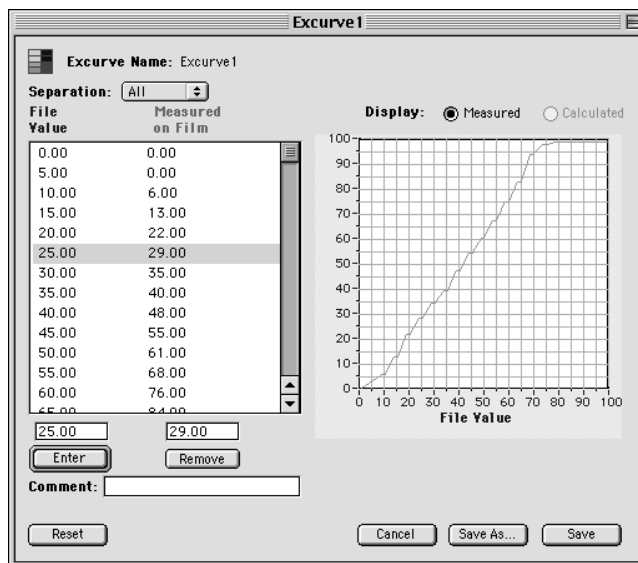 Excurve1
Excurve Name: Excurve1
Separation: All
File Value Measured on Film
0.00 0.00
5.00 0.00
10.00 6.00
15.00 13.00
20.00 22.00
25.00 29.00
30.00 35.00
35.00 40.00
40.00 48.00
45.00 55.00
50.00 61.00
55.00 68.00
60.00 76.00
65.00 84.00
25.00 29.00
Enter Remove
Comment:
Display: Measured Calculated
100
90
80
70
60
50
40
30
20
10
0
0 10 20 30 40 50 60 70 80 90 100
File Value
Reset Cancel Save As... Save